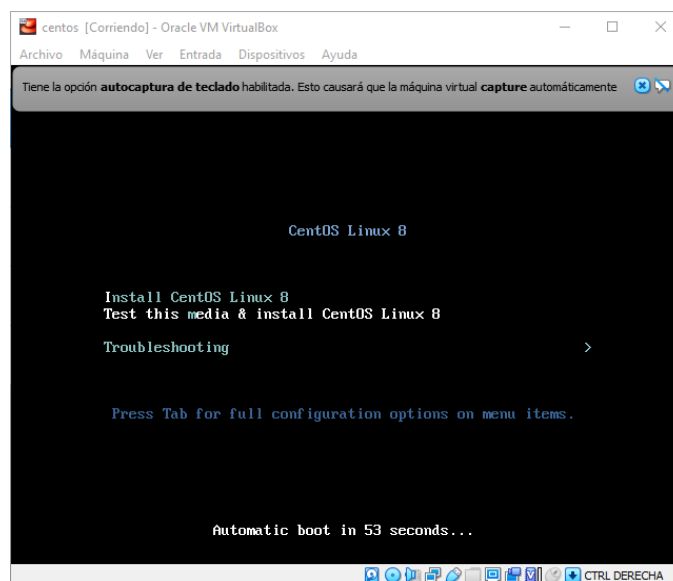 centos [Corriendo] - Oracle VM VirtualBox
Archivo Máquina Ver Entrada Dispositivos Ayuda
Tiene la opción autocaptura de teclado habilitada. Esto causará que la máquina virtual capture automáticamente
CentOS Linux 8
Install CentOS Linux 8
Test this media & install CentOS Linux 8
Troubleshooting >
Press Tab for full configuration options on menu items.
Automatic boot in 53 seconds...
CTRL DERECHA